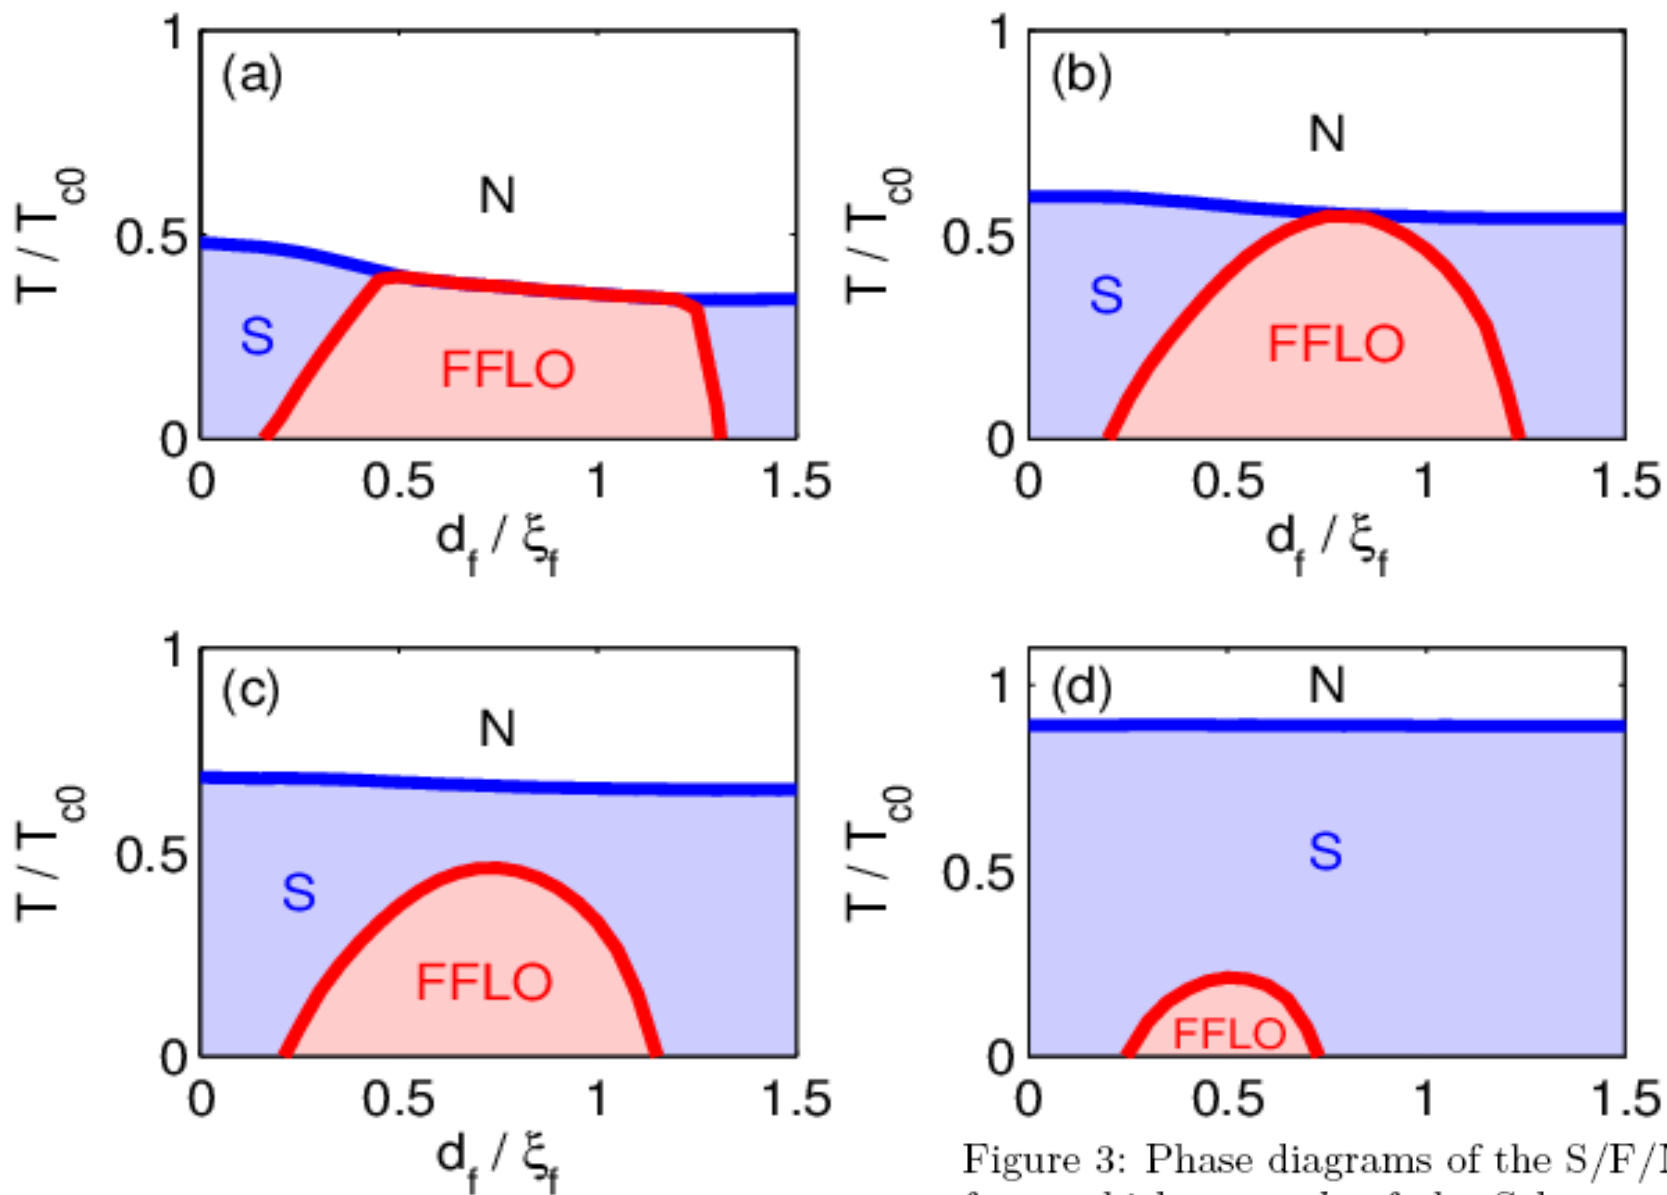 1
(a)
N
T / Tc0
0.5
S
FFLO
0
0
0.5
1
1.5
df / ξf
1
(b)
N
T / Tc0
0.5
S
FFLO
0
0
0.5
1
1.5
df / ξf
1
(c)
N
T / Tc0
0.5
S
FFLO
0
0
0.5
1
1.5
df / ξf
1
(d)
N
T / Tc0
0.5
S
FFLO
0
0
0.5
1
1.5
Figure 3: Phase diagrams of the S/F/